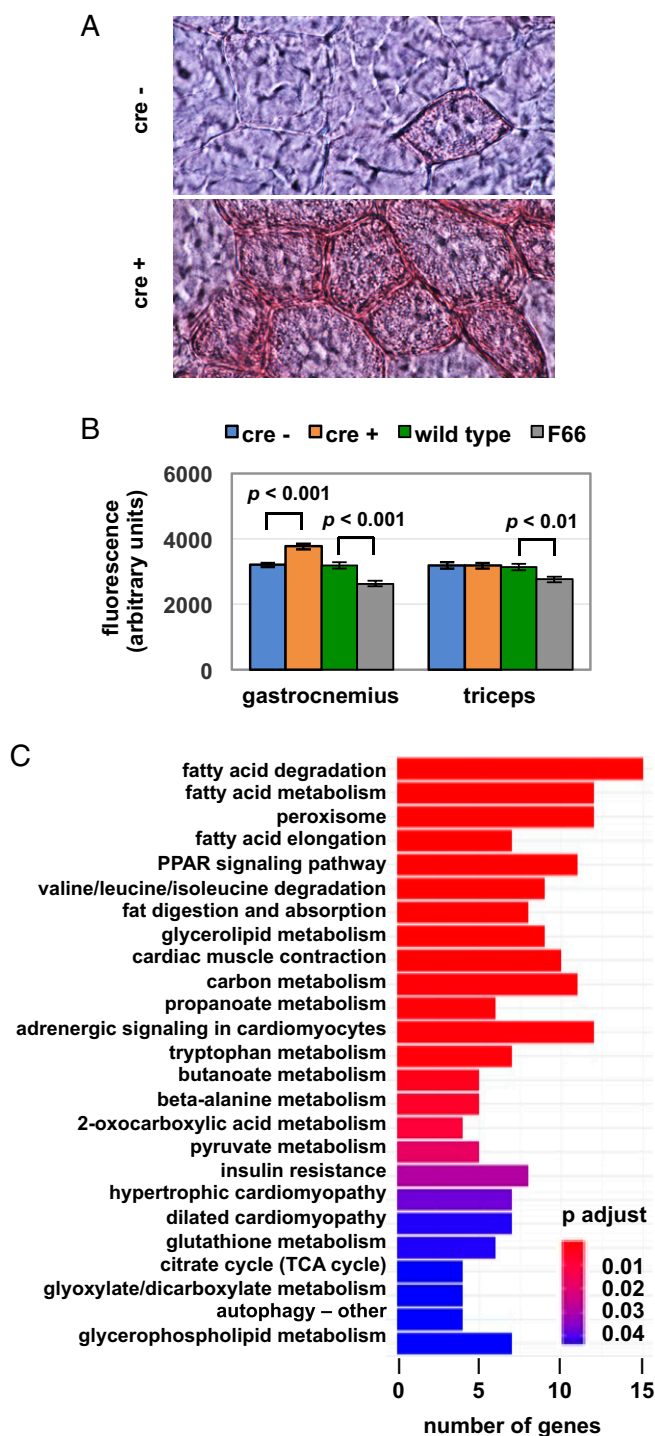 A
cre -
cre +
B
cre - cre + wild type F66
fluorescence
(arbitrary units)
6000
4000
2000
0
p < 0.001
p < 0.001
p < 0.01
gastrocnemius triceps
C
fatty acid degradation
fatty acid metabolism
peroxisome
fatty acid elongation
PPAR signaling pathway
valine/leucine/isoleucine degradation
fat digestion and absorption
glycerolipid metabolism
cardiac muscle contraction
carbon metabolism
propanoate metabolism
adrenergic signaling in cardiomyocytes
tryptophan metabolism
butanoate metabolism
beta-alanine metabolism
2-oxocarboxylic acid metabolism
pyruvate metabolism
insulin resistance
hypertrophic cardiomyopathy
dilated cardiomyopathy
glutathione metabolism
citrate cycle (TCA cycle)
glyoxylate/dicarboxylate metabolism
autophagy – other
glycerophospholipid metabolism
p adjust
0.01
0.02
0.03
0.04
0 5 10 15
number of genes